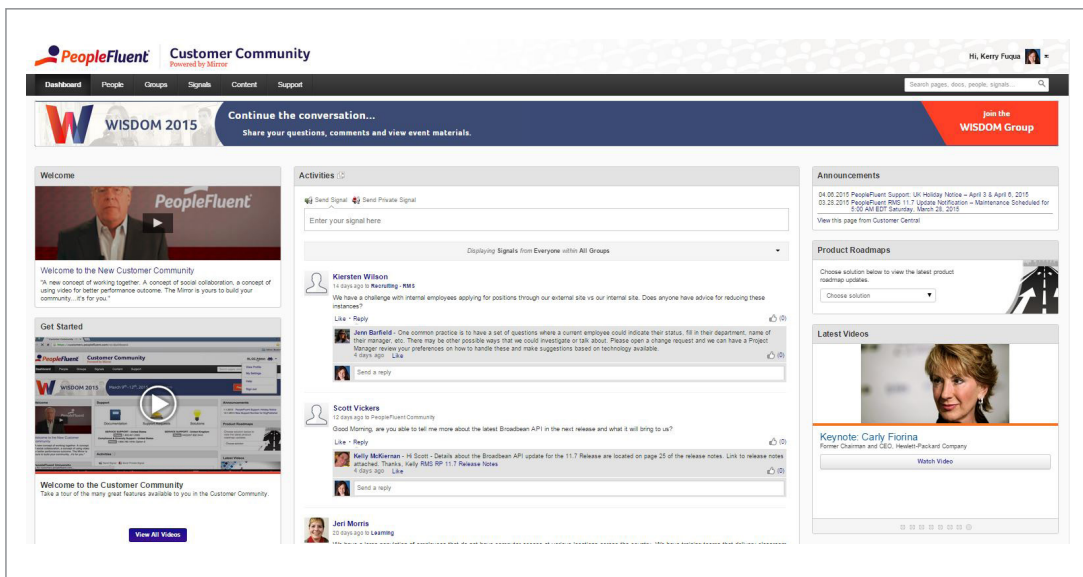 PeopleFluent
Customer Community
Powered by Mirror
Hi, Kerry Fuqua
Dashboard People Groups Signals Content Support
Search pages, docs, people, signals...
W WISDOM 2015
Continue the conversation...
Share your questions, comments and view event materials.
Join the
WISDOM Group
Welcome
PeopleFluent
Welcome to the New Customer Community
"A new concept of working together. A concept of social collaboration, a concept of
using video for better performance outcome. The Mirror is yours to build your
community...it's for you."
Get Started
PeopleFluent Customer Community
WISDOM 2015
Welcome to the Customer Community
Take a tour of the many great features available to you in the Customer Community.
View All Videos
Activities
Send Signal Send Private Signal
Enter your signal here
Displaying Signals from Everyone within All Groups
Kiersten Wilson
14 days ago to Recruiting - RMS
We have a challenge with internal employees applying for positions through our external site vs our internal site. Does anyone have advice for reducing these
instances?
Like • Reply (0)
Jenn Barfield - One common practice is to have a set of questions where a current employee could indicate their status, fill in their department, name of
their manager, etc. There may be other possible ways that we could investigate or talk about. Please open a change request and we can have a Project
Manager review your preferences on how to handle these and make suggestions based on technology available.
4 days ago Like (0)
Send a reply
Scott Vickers
12 days ago to PeopleFluent Community
Good Morning, are you able to tell me more about the latest Broadbean API in the next release and what it will bring to us?
Like • Reply (0)
Kelly McKiernan - Hi Scott - Details about the Broadbean API update for the 11.7 Release are located on page 25 of the release notes. Link to release notes
attached. Thanks, Kelly RMS RP 11.7 Release Notes
4 days ago Like (0)
Send a reply
Jeri Morris
20 days ago to Learning
Announcements
04.06.2015 PeopleFluent Support: UK Holiday Notice – April 3 & April 6, 2015
03.28.2015 PeopleFluent RMS 11.7 Update Notification – Maintenance Scheduled for
5:00 AM EDT Saturday, March 28, 2015
View this page from Customer Central
Product Roadmaps
Choose solution below to view the latest product
roadmap updates.
Choose solution
Latest Videos
Keynote: Carly Fiorina
Former Chairman and CEO, Hewlett-Packard Company
Watch Video